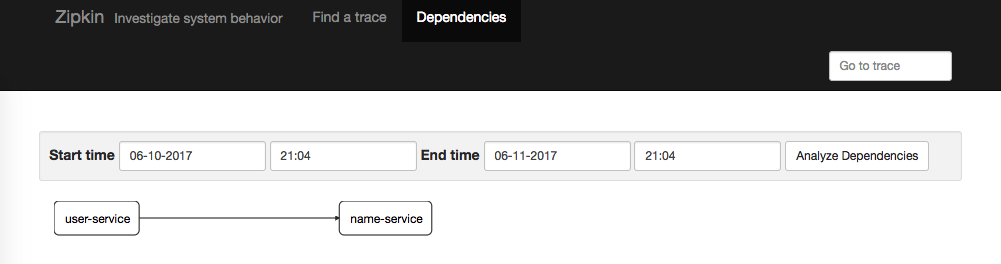 Zipkin Investigate system behavior Find a trace Dependencies
Go to trace
Start time 06-10-2017 21:04 End time 06-11-2017 21:04 Analyze Dependencies
user-service name-service